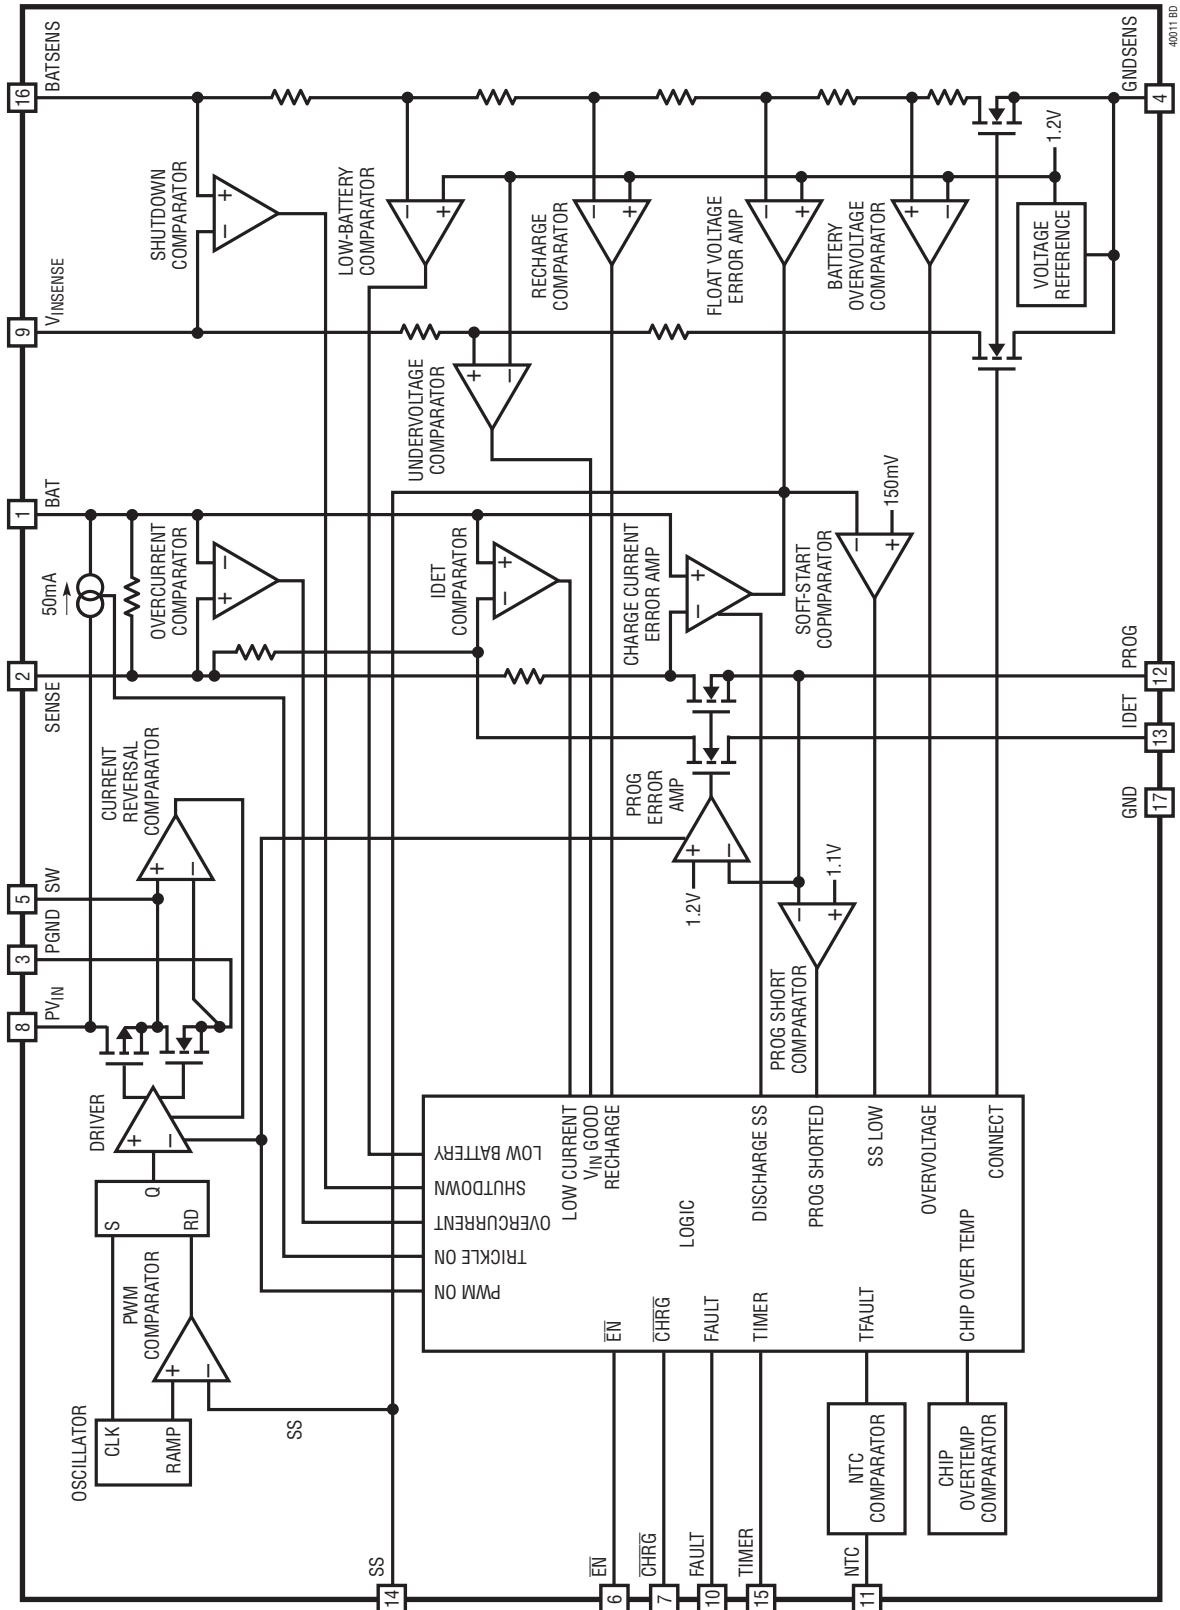 PVIN
8
PGND
3
SW
5
SENSE
2
BAT
1
VINSENSE
9
BATSENS
16
OSCILLATOR
CLK
RAMP
PWM
COMPARATOR
+
−
S
RD
Q
DRIVER
+
−
CURRENT
REVERSAL
COMPARATOR
+
−
50mA
OVERCURRENT
COMPARATOR
+
−
SHUTDOWN
COMPARATOR
−
+
SS
SS
14
PWM ON
TRICKLE ON
OVERCURRENT
SHUTDOWN
LOW BATTERY
LOW-BATTERY
COMPARATOR
−
+
UNDERVOLTAGE
COMPARATOR
+
−
IDET
COMPARATOR
−
+
RECHARGE
COMPARATOR
−
+
CHARGE CURRENT
ERROR AMP
−
+
FLOAT VOLTAGE
ERROR AMP
−
+
BATTERY
OVERVOLTAGE
COMPARATOR
+
−
SOFT-START
COPMPARATOR
−
+
150mV
PROG
ERROR
AMP
+
−
1.2V
PROG SHORT
COMPARATOR
−
+
1.1V
VOLTAGE
REFERENCE
1.2V
LOGIC
LOW CURRENT
VIN GOOD
RECHARGE
DISCHARGE SS
PROG SHORTED
SS LOW
OVERVOLTAGE
CONNECT
EN
CHRG
FAULT
TIMER
TFAULT
CHIP OVER TEMP
NTC
COMPARATOR
CHIP
OVERTEMP
COMPARATOR
EN
6
CHRG
7
FAULT
10
TIMER
15
NTC
11
GND
17
IDET
13
PROG
12
GNDSENS
4
40011 BD